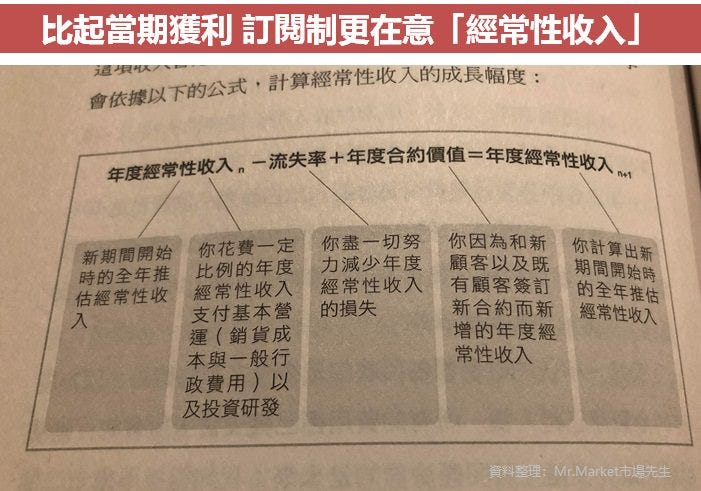 比起當期獲利 訂閱制更在意「經常性收入」
會依據以下的公式，計算經常性收入的成長幅度：
年度經常性收入 n －流失率＋年度合約價值＝年度經常性收入 n+1
新期間開始
時的全年推
估經常性收
入
你花費一定
比例的年度
經常性收入
支付基本營
運（銷貨成
本與一般行
政費用）以
及投資研發
你盡一切努
力減少年度
經常性收入
的損失
你因為和新
顧客以及既
有顧客簽訂
新合約而新
增的年度經
常性收入
你計算出新
期間開始時
的全年推估
經常性收入
資料整理：Mr.Market市場先生